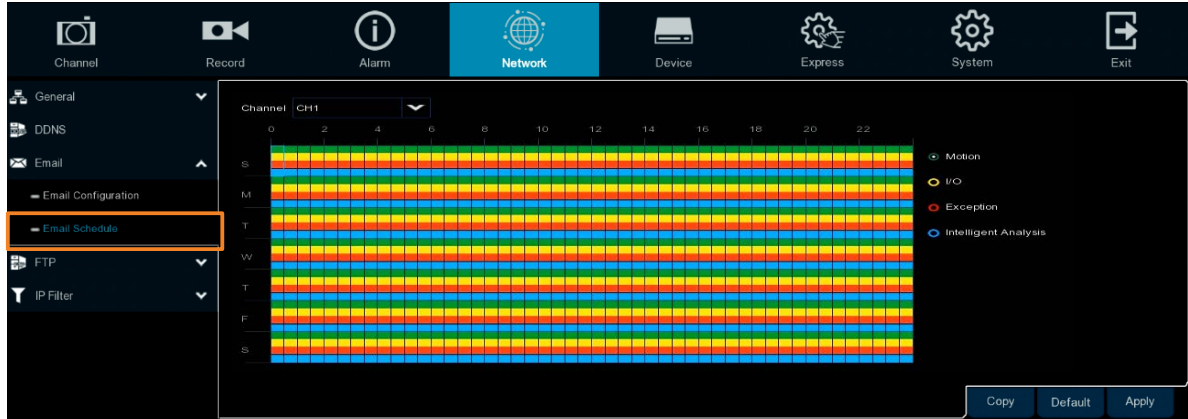 Channel Record Alarm Network Device Express System Exit
General
DDNS
Email
Email Configuration
Email Schedule
FTP
IP Filter
Channel CH1
0 2 4 6 8 10 12 14 16 18 20 22
S
M
T
W
T
F
S
Motion
I/O
Exception
Intelligent Analysis
Copy Default Apply